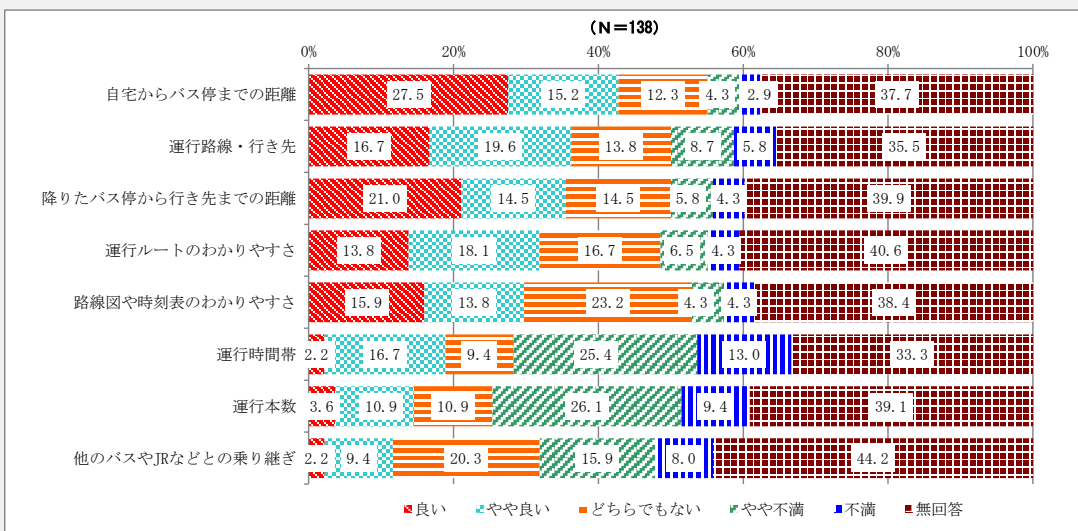 (N=138)
0% 20% 40% 60% 80% 100%
自宅からバス停までの距離 27.5 15.2 12.3 4.3 2.9 37.7
運行路線・行き先 16.7 19.6 13.8 8.7 5.8 35.5
降りたバス停から行き先までの距離 21.0 14.5 14.5 5.8 4.3 39.9
運行ルートのわかりやすさ 13.8 18.1 16.7 6.5 4.3 40.6
路線図や時刻表のわかりやすさ 15.9 13.8 23.2 4.3 4.3 38.4
運行時間帯 2.2 16.7 9.4 25.4 13.0 33.3
運行本数 3.6 10.9 10.9 26.1 9.4 39.1
他のバスやJRなどとの乗り継ぎ 2.2 9.4 20.3 15.9 8.0 44.2
良い やや良い どちらでもない やや不満 不満 無回答